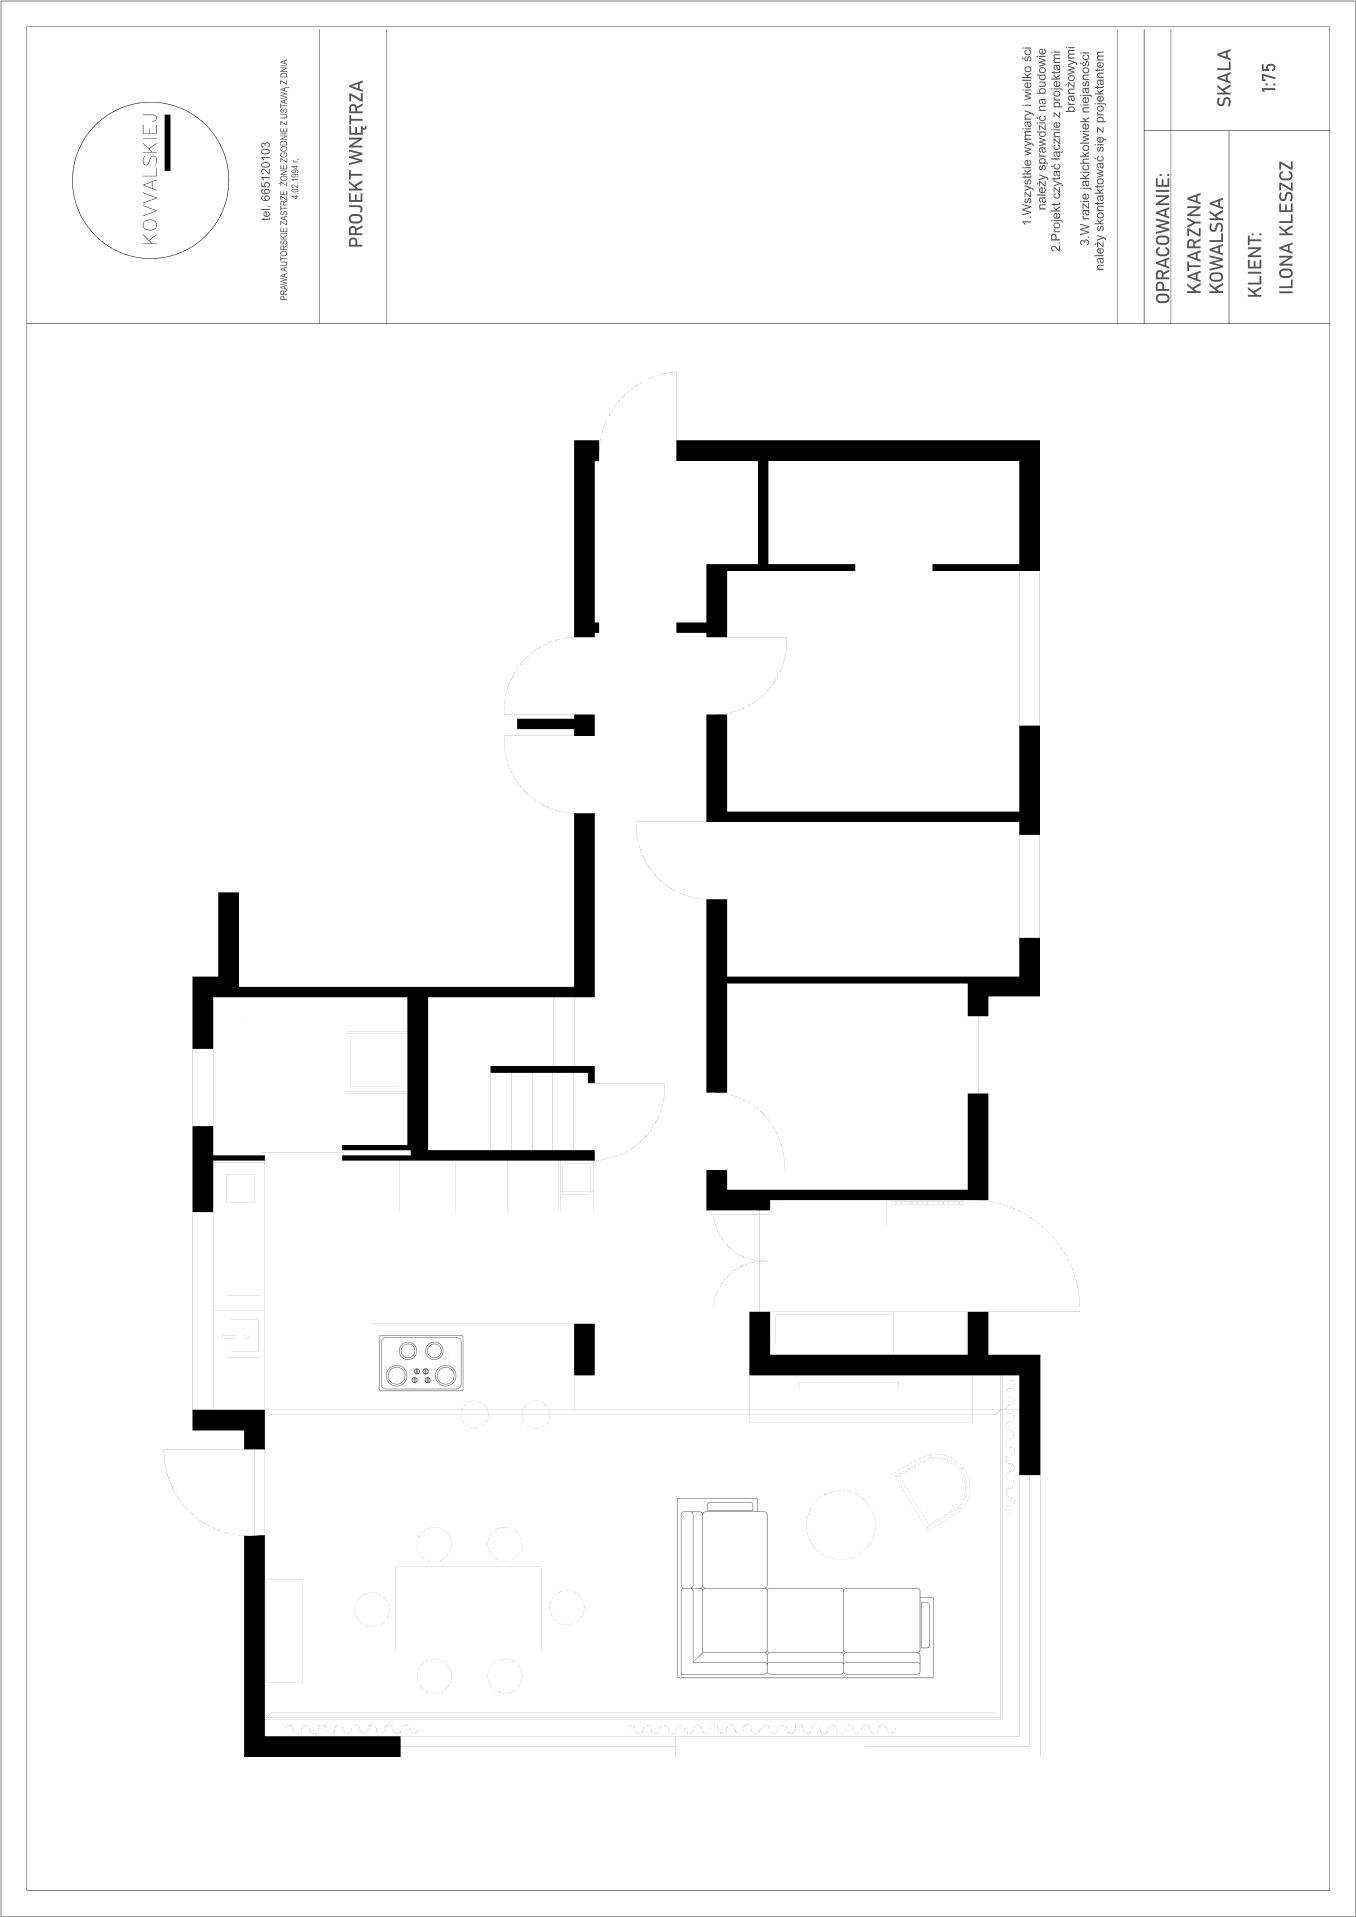 KOVVALSKIEJ
tel. 665120103
PRAWA AUTORSKIE ZASTRZE ŻONE ZGODNIE Z USTAWĄ Z DNIA
4.02.1994 r.
PROJEKT WNĘTRZA
1.Wszystkie wymiary i wielko ści
należy sprawdzić na budowie
2.Projekt czytać łącznie z projektami
branżowymi
3.W razie jakichkolwiek niejasności
należy skontaktować się z projektantem
OPRACOWANIE:
KATARZYNA
KOWALSKA
KLIENT:
ILONA KLESZCZ
SKALA
1:75